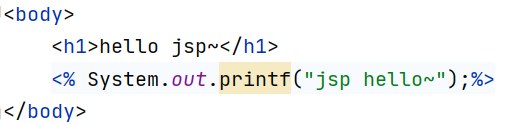 <body>
<h1>hello jsp~</h1>
<% System.out.printf("jsp hello~");%>
</body>